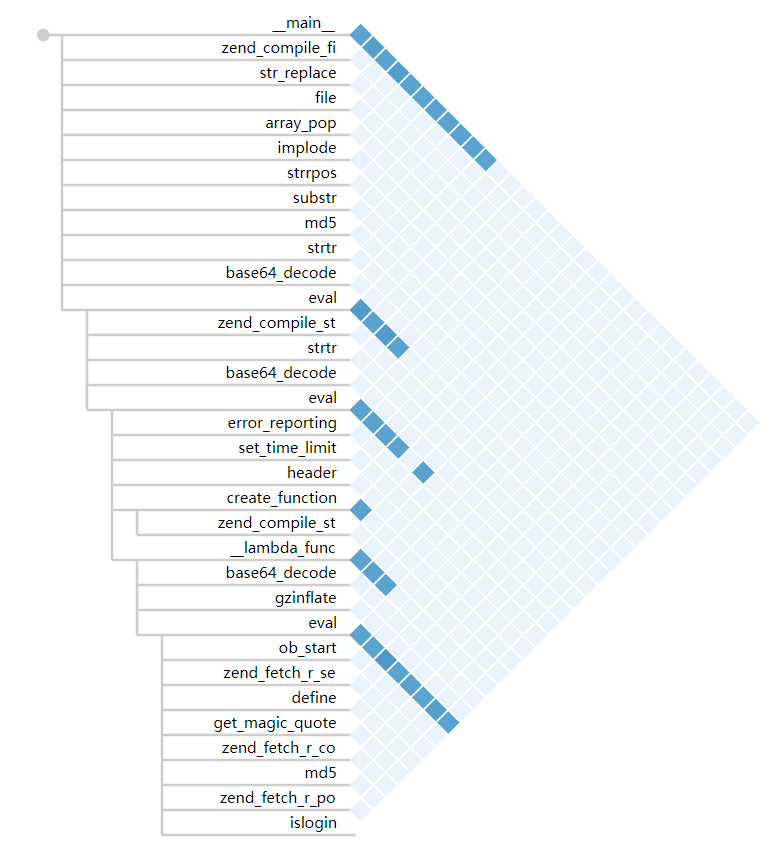 __main__
zend_compile_fi
str_replace
file
array_pop
implode
strrpos
substr
md5
strtr
base64_decode
eval
zend_compile_st
strtr
base64_decode
eval
error_reporting
set_time_limit
header
create_function
zend_compile_st
__lambda_func
base64_decode
gzinflate
eval
ob_start
zend_fetch_r_se
define
get_magic_quote
zend_fetch_r_co
md5
zend_fetch_r_po
islogin